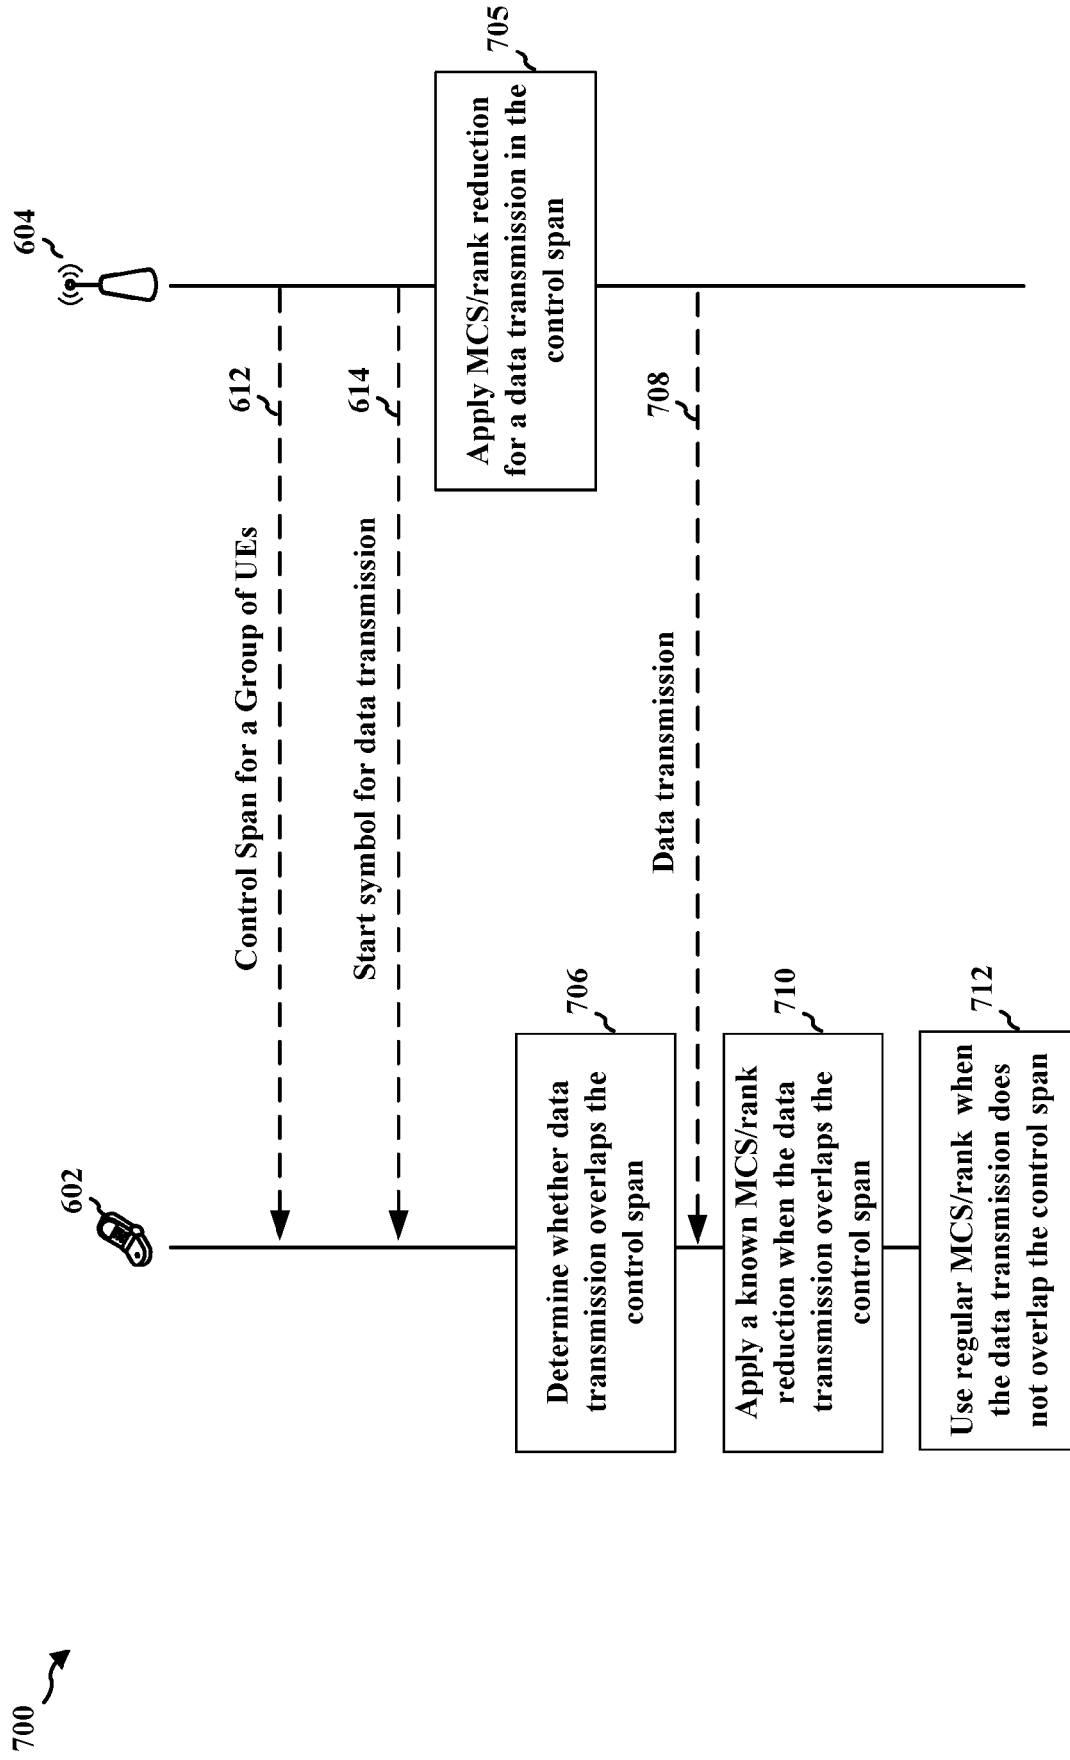 700
602
604
Control Span for a Group of UEs
612
Start symbol for data transmission
614
Apply MCS/rank reduction
for a data transmission in the
control span
705
Determine whether data
transmission overlaps the
control span
706
Data transmission
708
Apply a known MCS/rank
reduction when the data
transmission overlaps the
control span
710
Use regular MCS/rank when
the data transmission does
not overlap the control span
712